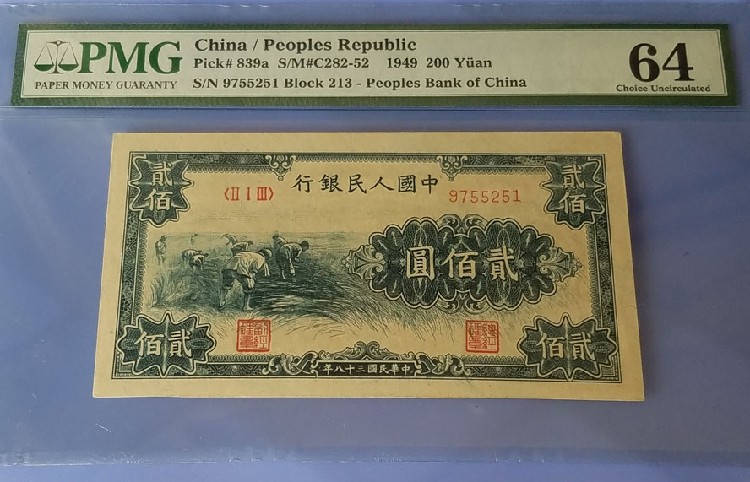 PMG
PAPER MONEY GUARANTY
China / Peoples Republic
Pick# 839a S/M#C282-52 1949 200 Yüan
S/N 9755251 Block 213 - Peoples Bank of China
64
Choice Uncirculated
中國人民銀行
貳佰
貳佰
〈II I III〉
9755251
貳佰圓
貳佰
貳佰
中華民國三十八年